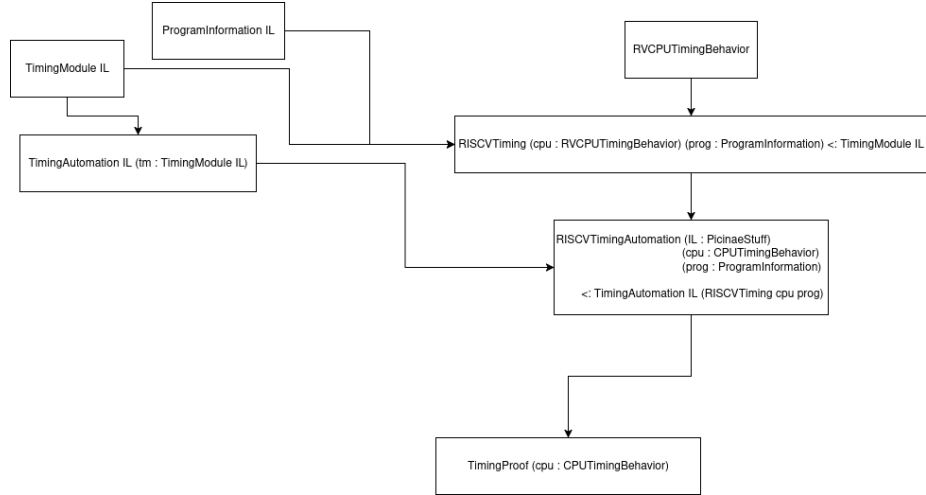 ProgramInformation IL
RVCPUTimingBehavior
TimingModule IL
RISCVTiming (cpu : RVCPUTimingBehavior) (prog : ProgramInformation) <: TimingModule IL
TimingAutomation IL (tm : TimingModule IL)
RISCVTimingAutomation (IL : PicinaeStuff)
(cpu : CPUTimingBehavior)
(prog : ProgramInformation)
<: TimingAutomation IL (RISCVTiming cpu prog)
TimingProof (cpu : CPUTimingBehavior)